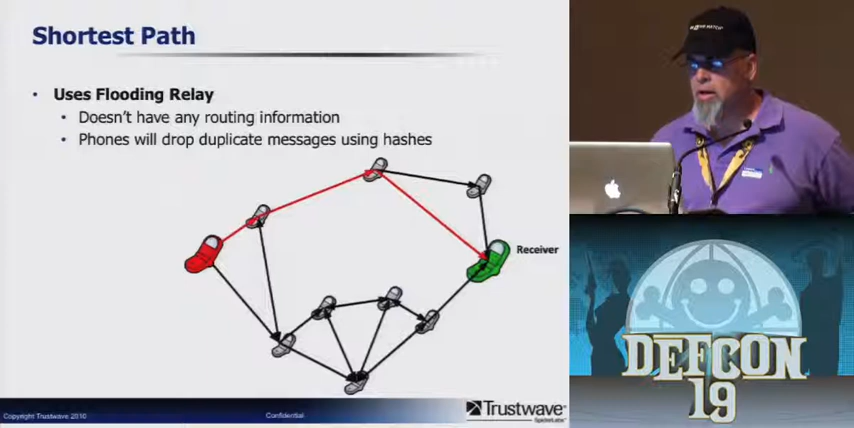 Shortest Path
• Uses Flooding Relay
• Doesn't have any routing information
• Phones will drop duplicate messages using hashes
Receiver
Copyright Trustwave 2010
Confidential
Trustwave®
SpiderLabs®
DEFCON
19